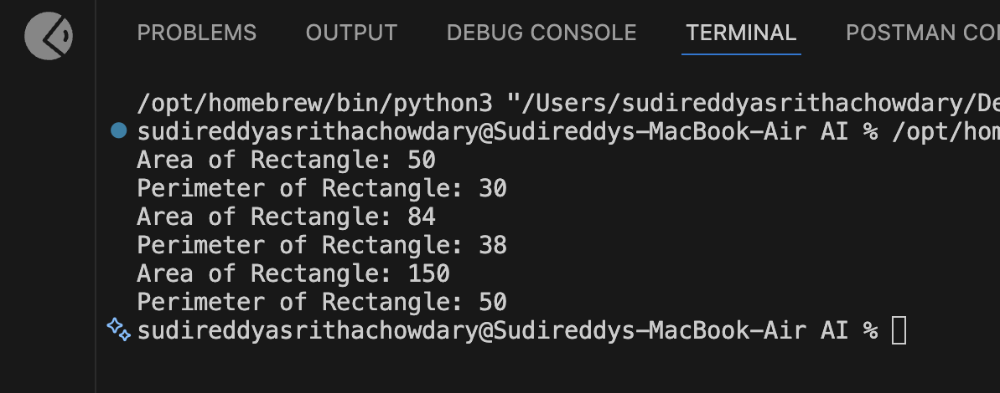 PROBLEMS OUTPUT DEBUG CONSOLE TERMINAL POSTMAN
/opt/homebrew/bin/python3 "/Users/sudireddyasrithachowdary/De
sudireddyasrithachowdary@Sudireddys-MacBook-Air AI % /opt/hom
Area of Rectangle: 50
Perimeter of Rectangle: 30
Area of Rectangle: 84
Perimeter of Rectangle: 38
Area of Rectangle: 150
Perimeter of Rectangle: 50
sudireddyasrithachowdary@Sudireddys-MacBook-Air AI %